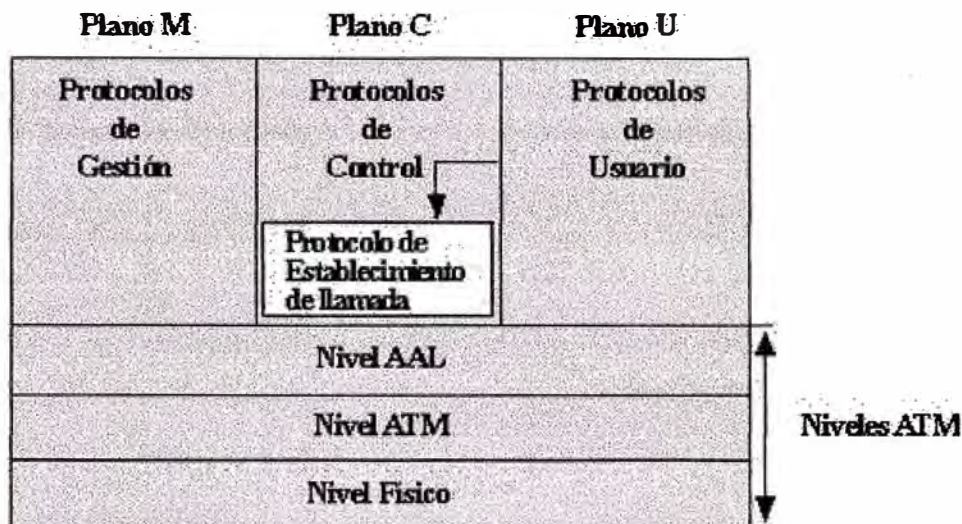 Plano M
Plano C
Plano U
Protocolos
de
Gestión
Protocolos
de
Control
Protocolos
de
Usuario
Protocolo de
Establecimiento
de llamada
Nivel AAL
Nivel ATM
Nivel Físico
Niveles ATM